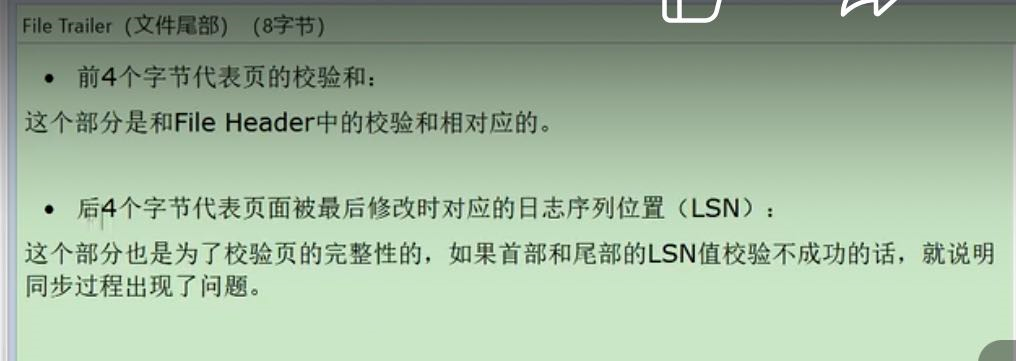 File Trailer（文件尾部）（8字节）
• 前4个字节代表页的校验和：
这个部分是和File Header中的校验和相对应的。
• 后4个字节代表页面被最后修改时对应的日志序列位置（LSN）：
这个部分也是为了校验页的完整性的，如果首部和尾部的LSN值校验不成功的话，就说明
同步过程出现了问题。